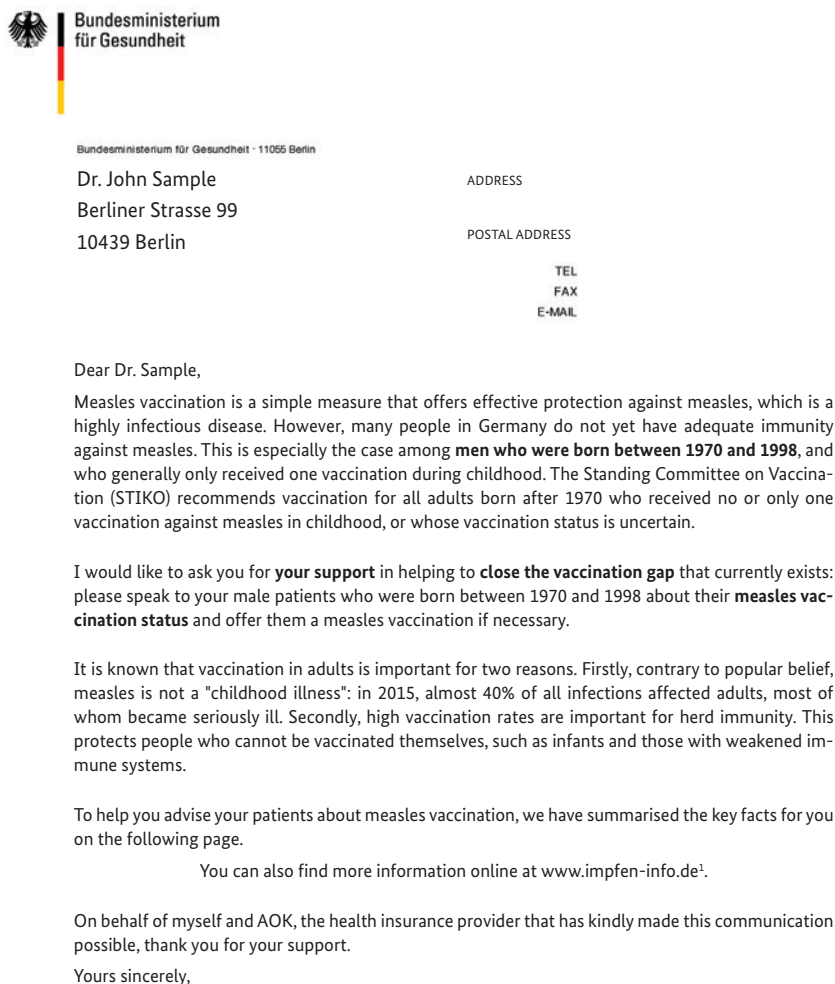 Bundesministerium
für Gesundheit
Bundesministerium für Gesundheit · 11055 Berlin
Dr. John Sample
Berliner Strasse 99
10439 Berlin
ADDRESS
POSTAL ADDRESS
TEL
FAX
E-MAIL
Dear Dr. Sample,
Measles vaccination is a simple measure that offers effective protection against measles, which is a
highly infectious disease. However, many people in Germany do not yet have adequate immunity
against measles. This is especially the case among men who were born between 1970 and 1998, and
who generally only received one vaccination during childhood. The Standing Committee on Vaccina-
tion (STIKO) recommends vaccination for all adults born after 1970 who received no or only one
vaccination against measles in childhood, or whose vaccination status is uncertain.
I would like to ask you for your support in helping to close the vaccination gap that currently exists:
please speak to your male patients who were born between 1970 and 1998 about their measles vac-
cination status and offer them a measles vaccination if necessary.
It is known that vaccination in adults is important for two reasons. Firstly, contrary to popular belief,
measles is not a "childhood illness": in 2015, almost 40% of all infections affected adults, most of
whom became seriously ill. Secondly, high vaccination rates are important for herd immunity. This
protects people who cannot be vaccinated themselves, such as infants and those with weakened im-
mune systems.
To help you advise your patients about measles vaccination, we have summarised the key facts for you
on the following page.
You can also find more information online at www.impfen-info.de¹.
On behalf of myself and AOK, the health insurance provider that has kindly made this communication
possible, thank you for your support.
Yours sincerely,